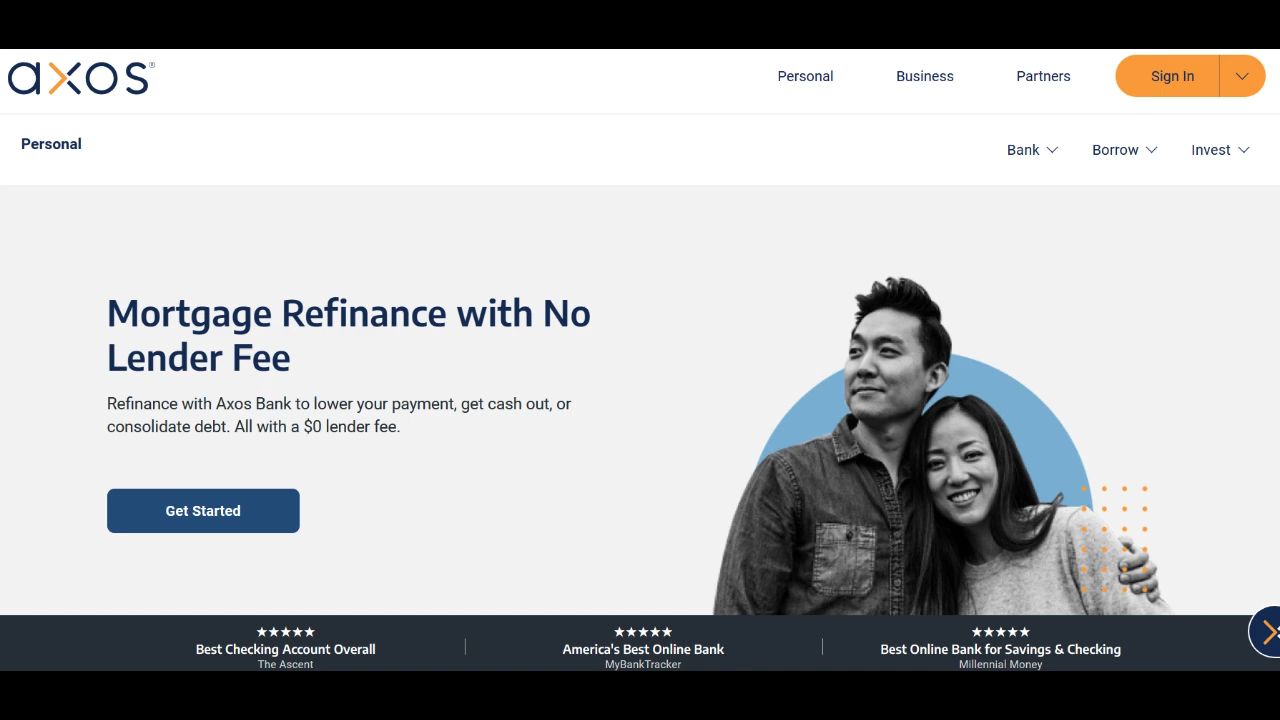 axos®
Personal
Business
Partners
Sign In
Personal
Bank
Borrow
Invest
Mortgage Refinance with No
Lender Fee
Refinance with Axos Bank to lower your payment, get cash out, or
consolidate debt. All with a $0 lender fee.
Get Started
★★★★★
Best Checking Account Overall
The Ascent
★★★★★
America's Best Online Bank
MyBankTracker
★★★★★
Best Online Bank for Savings & Checking
Millennial Money